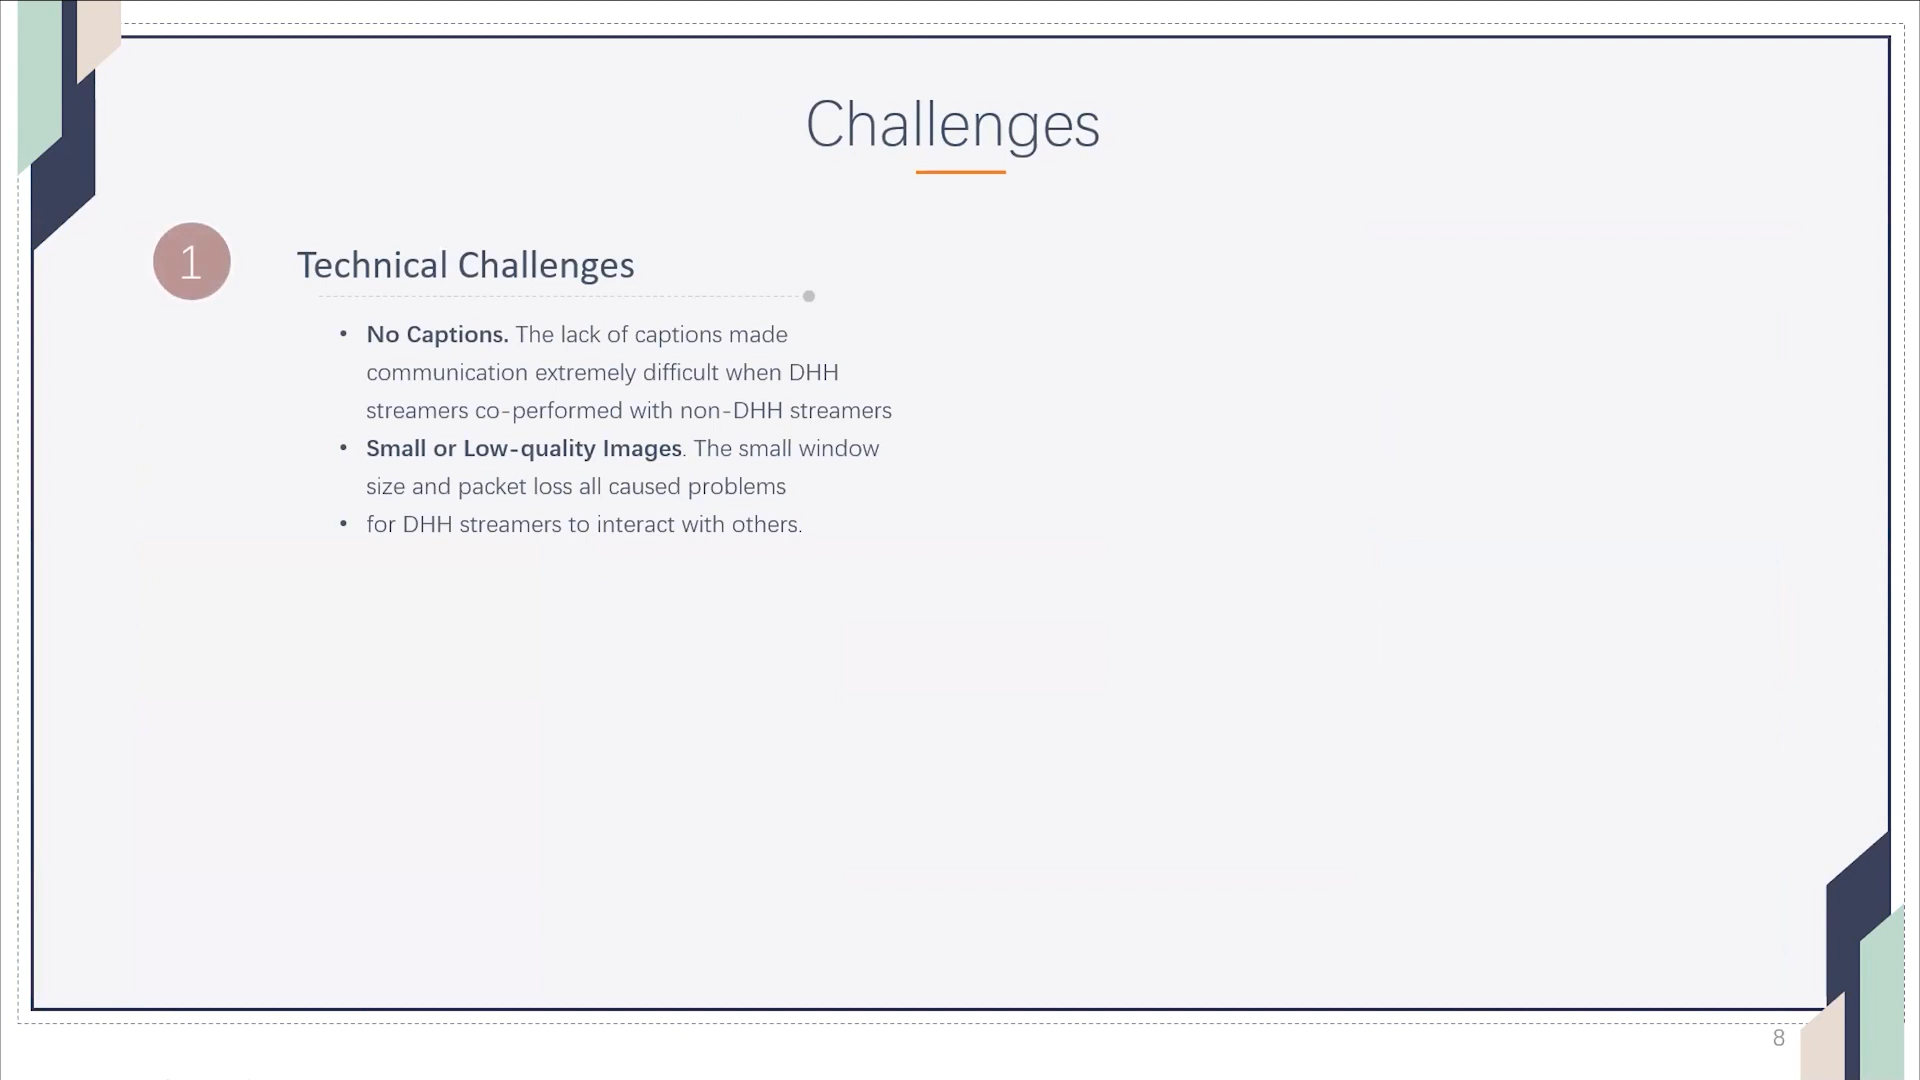 Challenges
1
Technical Challenges
• No Captions. The lack of captions made
communication extremely difficult when DHH
streamers co-performed with non-DHH streamers
• Small or Low-quality Images. The small window
size and packet loss all caused problems
• for DHH streamers to interact with others.
8